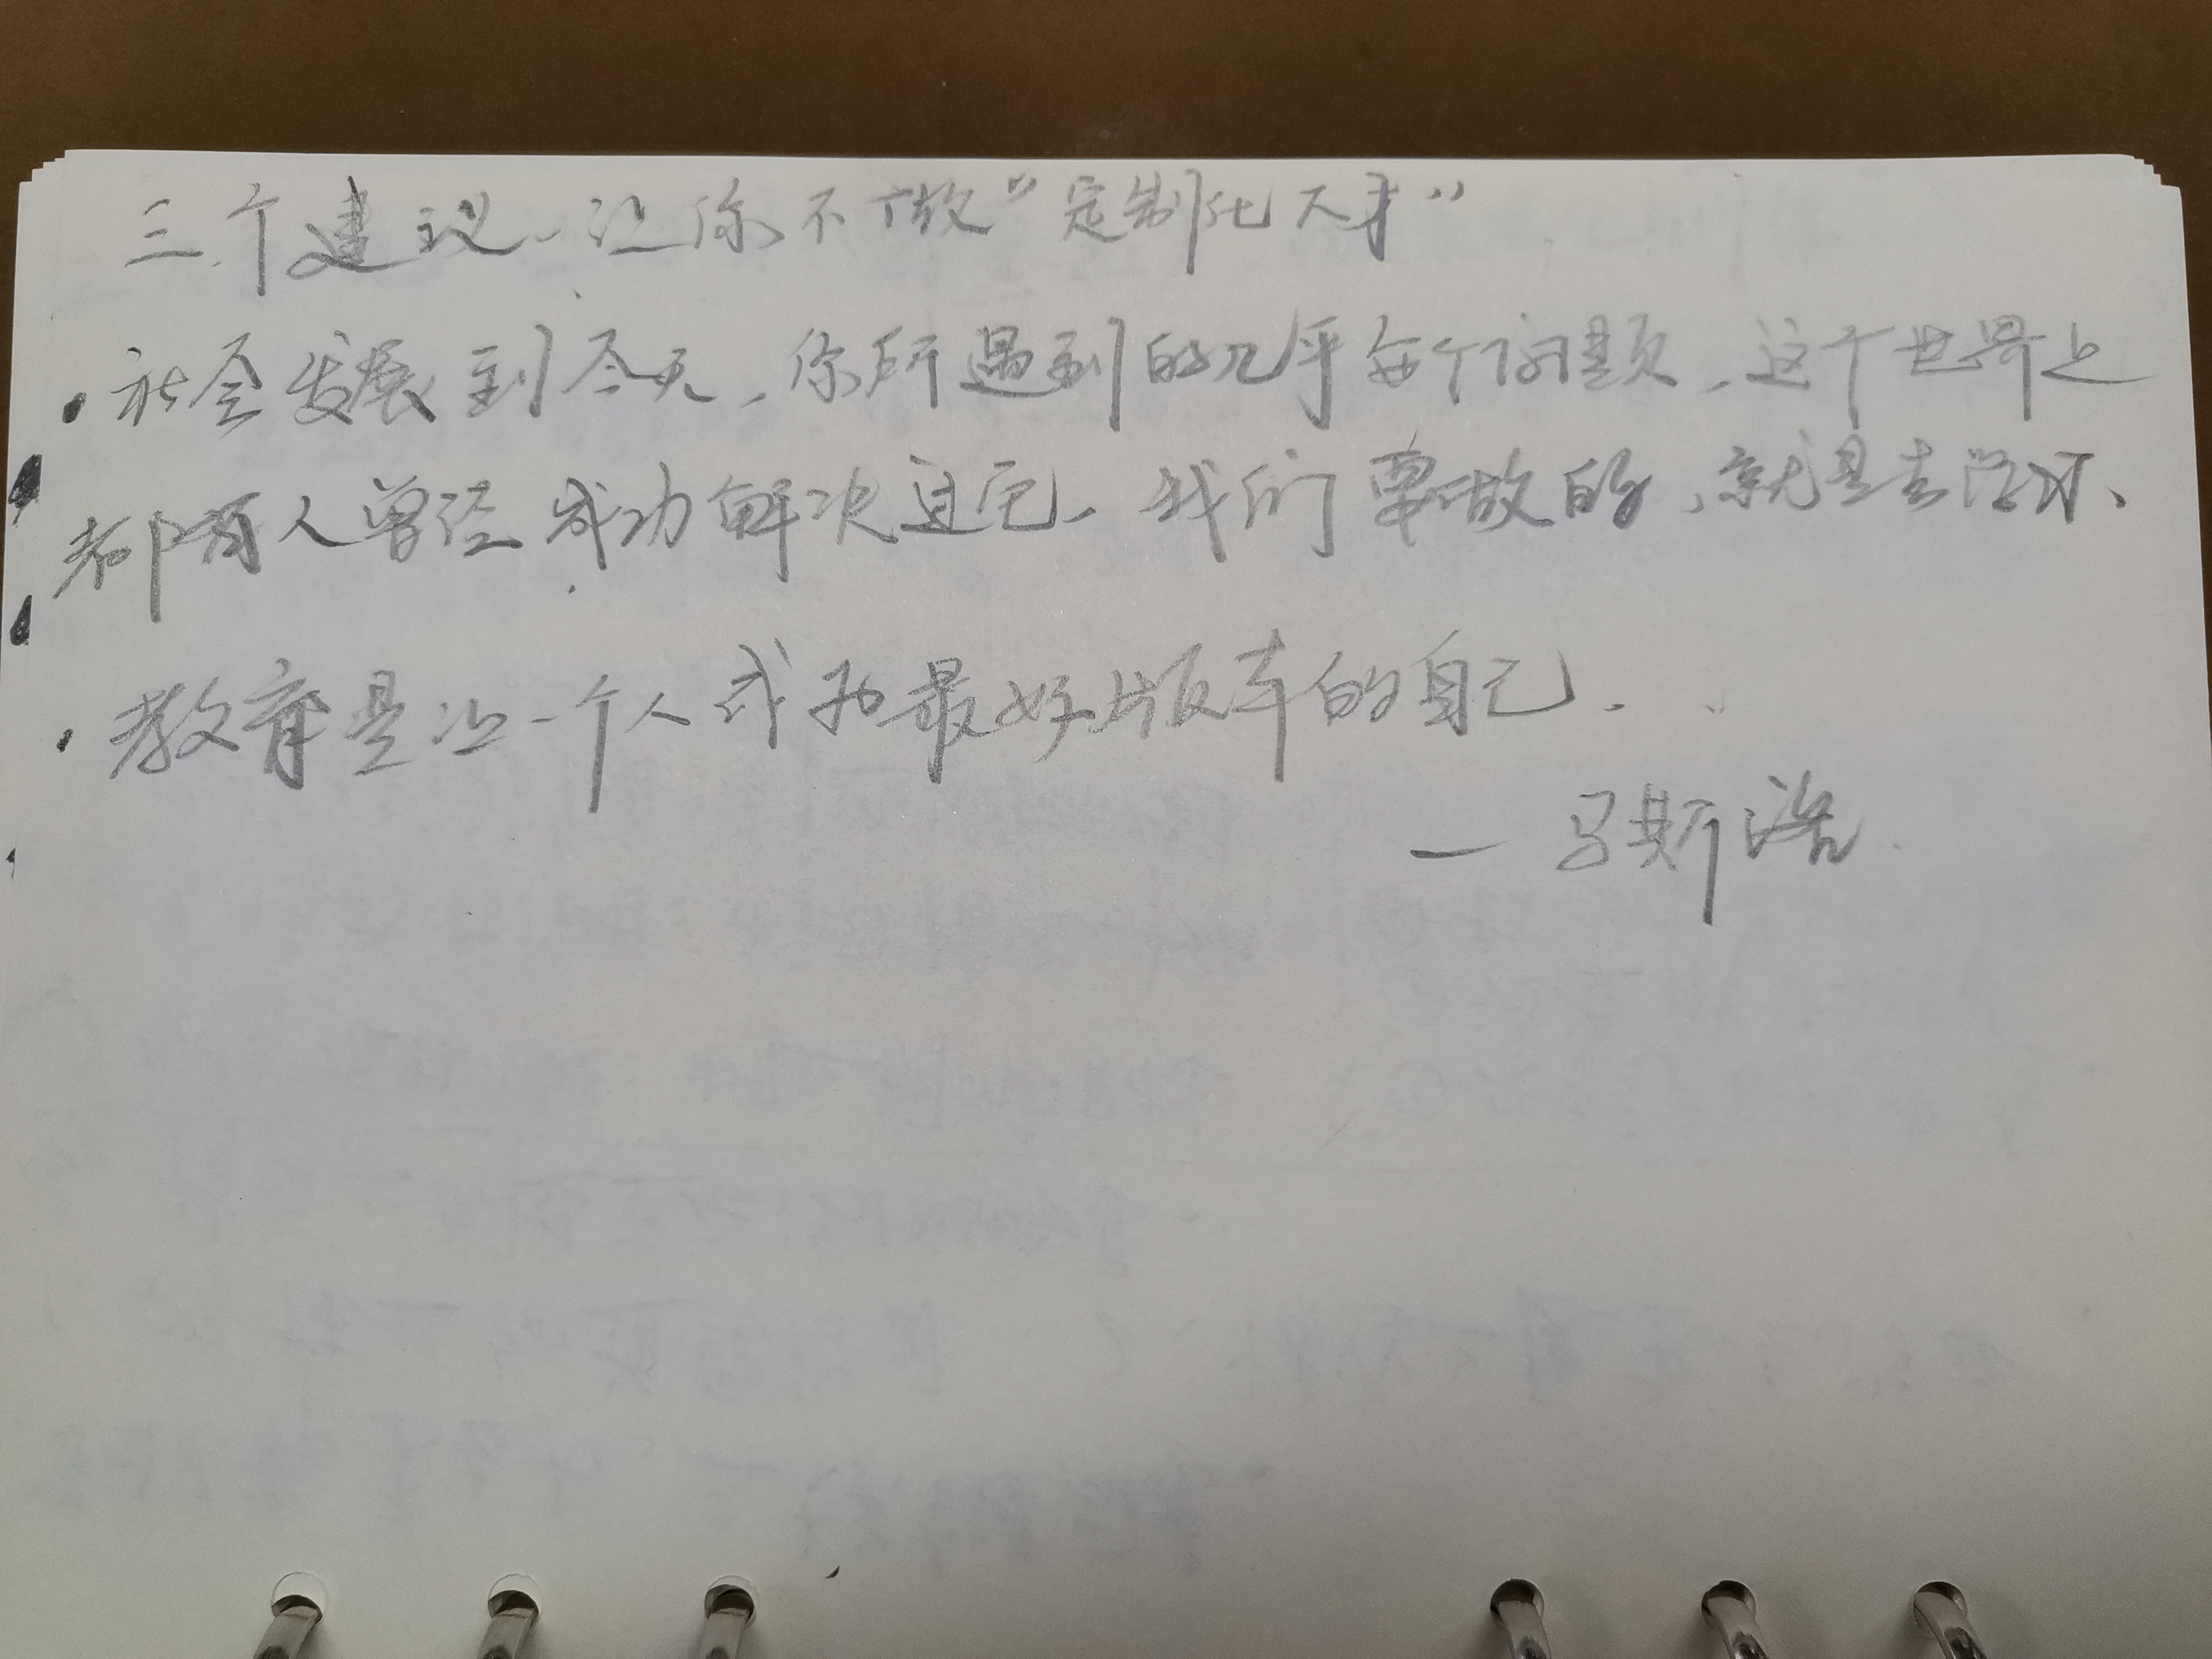 三个建议、让你不做“定制化天才”
· 社会发展到今天、你所遇到的几乎每个问题、这个世界上
都有人曾经成功解决过它、我们要做的、就是去学习、
· 教育是让一个人成为最好版本的自己.
— 马斯洛